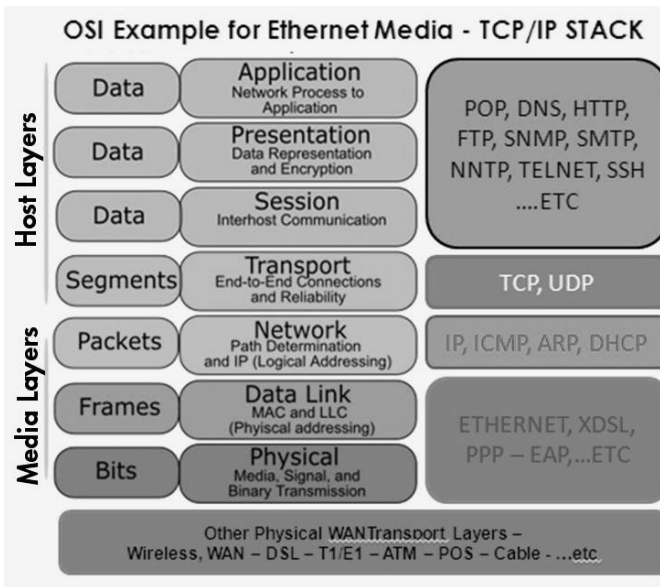 OSI Example for Ethernet Media - TCP/IP STACK
Host Layers
Data
Application
Network Process to
Application
Data
Presentation
Data Representation
and Encryption
Data
Session
Interhost Communication
POP, DNS, HTTP,
FTP, SNMP, SMTP,
NNTP, TELNET, SSH
....ETC
Segments
Transport
End-to-End Connections
and Reliability
TCP, UDP
Media Layers
Packets
Network
Path Determination
and IP (Logical Addressing)
IP, ICMP, ARP, DHCP
Frames
Data Link
MAC and LLC
(Phyiscal addressing)
Bits
Physical
Media, Signal, and
Binary Transmission
ETHERNET, XDSL,
PPP – EAP,...ETC
Other Physical WANTransport Layers –
Wireless, WAN – DSL – T1/E1 – ATM – POS – Cable - ...etc